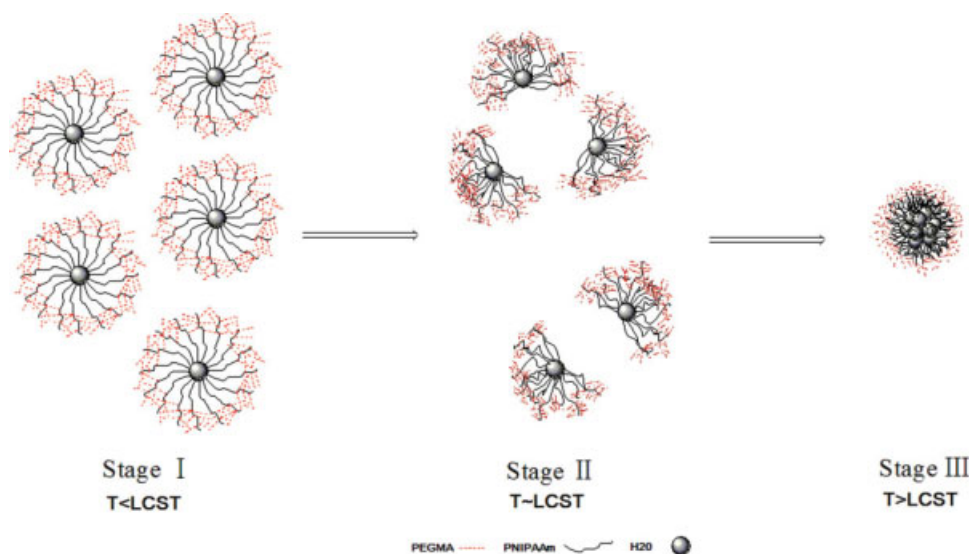 Stage Ⅰ
T<LCST
Stage Ⅱ
T~LCST
Stage Ⅲ
T>LCST
PEGMA PNIPAAm H20